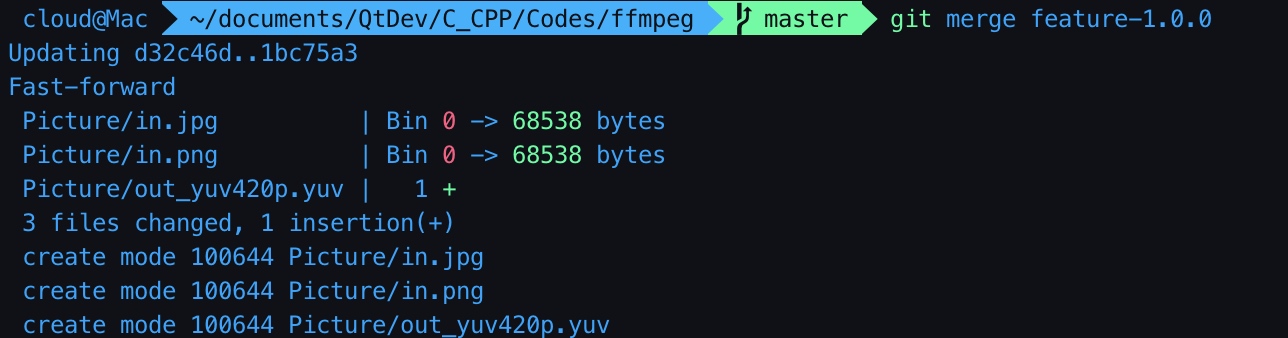 cloud@Mac ~/documents/QtDev/C_CPP/Codes/ffmpeg master git merge feature-1.0.0
Updating d32c46d..1bc75a3
Fast-forward
 Picture/in.jpg          | Bin 0 -> 68538 bytes
 Picture/in.png          | Bin 0 -> 68538 bytes
 Picture/out_yuv420p.yuv |   1 +
 3 files changed, 1 insertion(+)
 create mode 100644 Picture/in.jpg
 create mode 100644 Picture/in.png
 create mode 100644 Picture/out_yuv420p.yuv